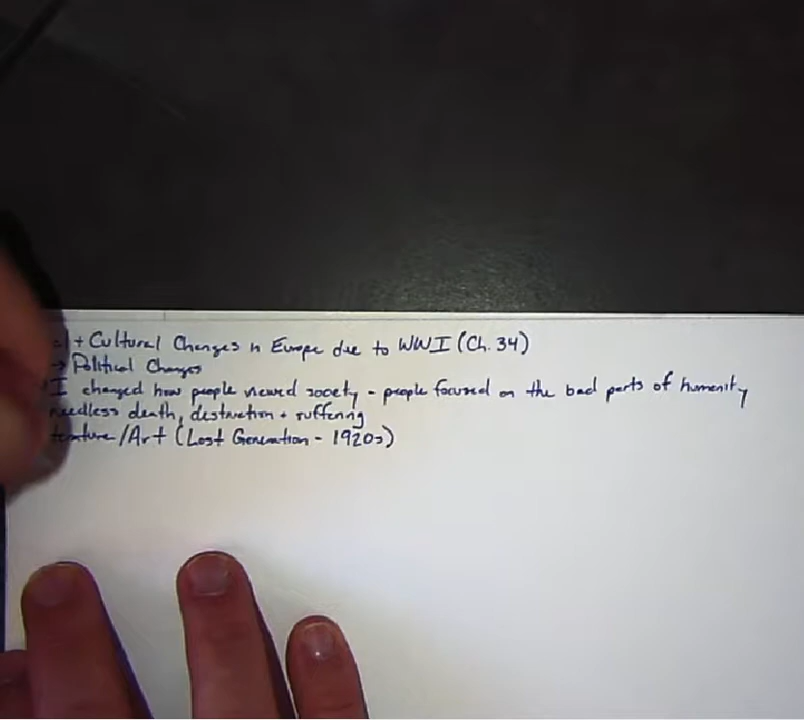 + Cultural Changes n Europe due to WWI (Ch. 34)
→ Political Changes
I changed how people viewed society - people focused on the bad parts of humanity
needless death, destruction + suffering
/Art (Lost Generation - 1920s)